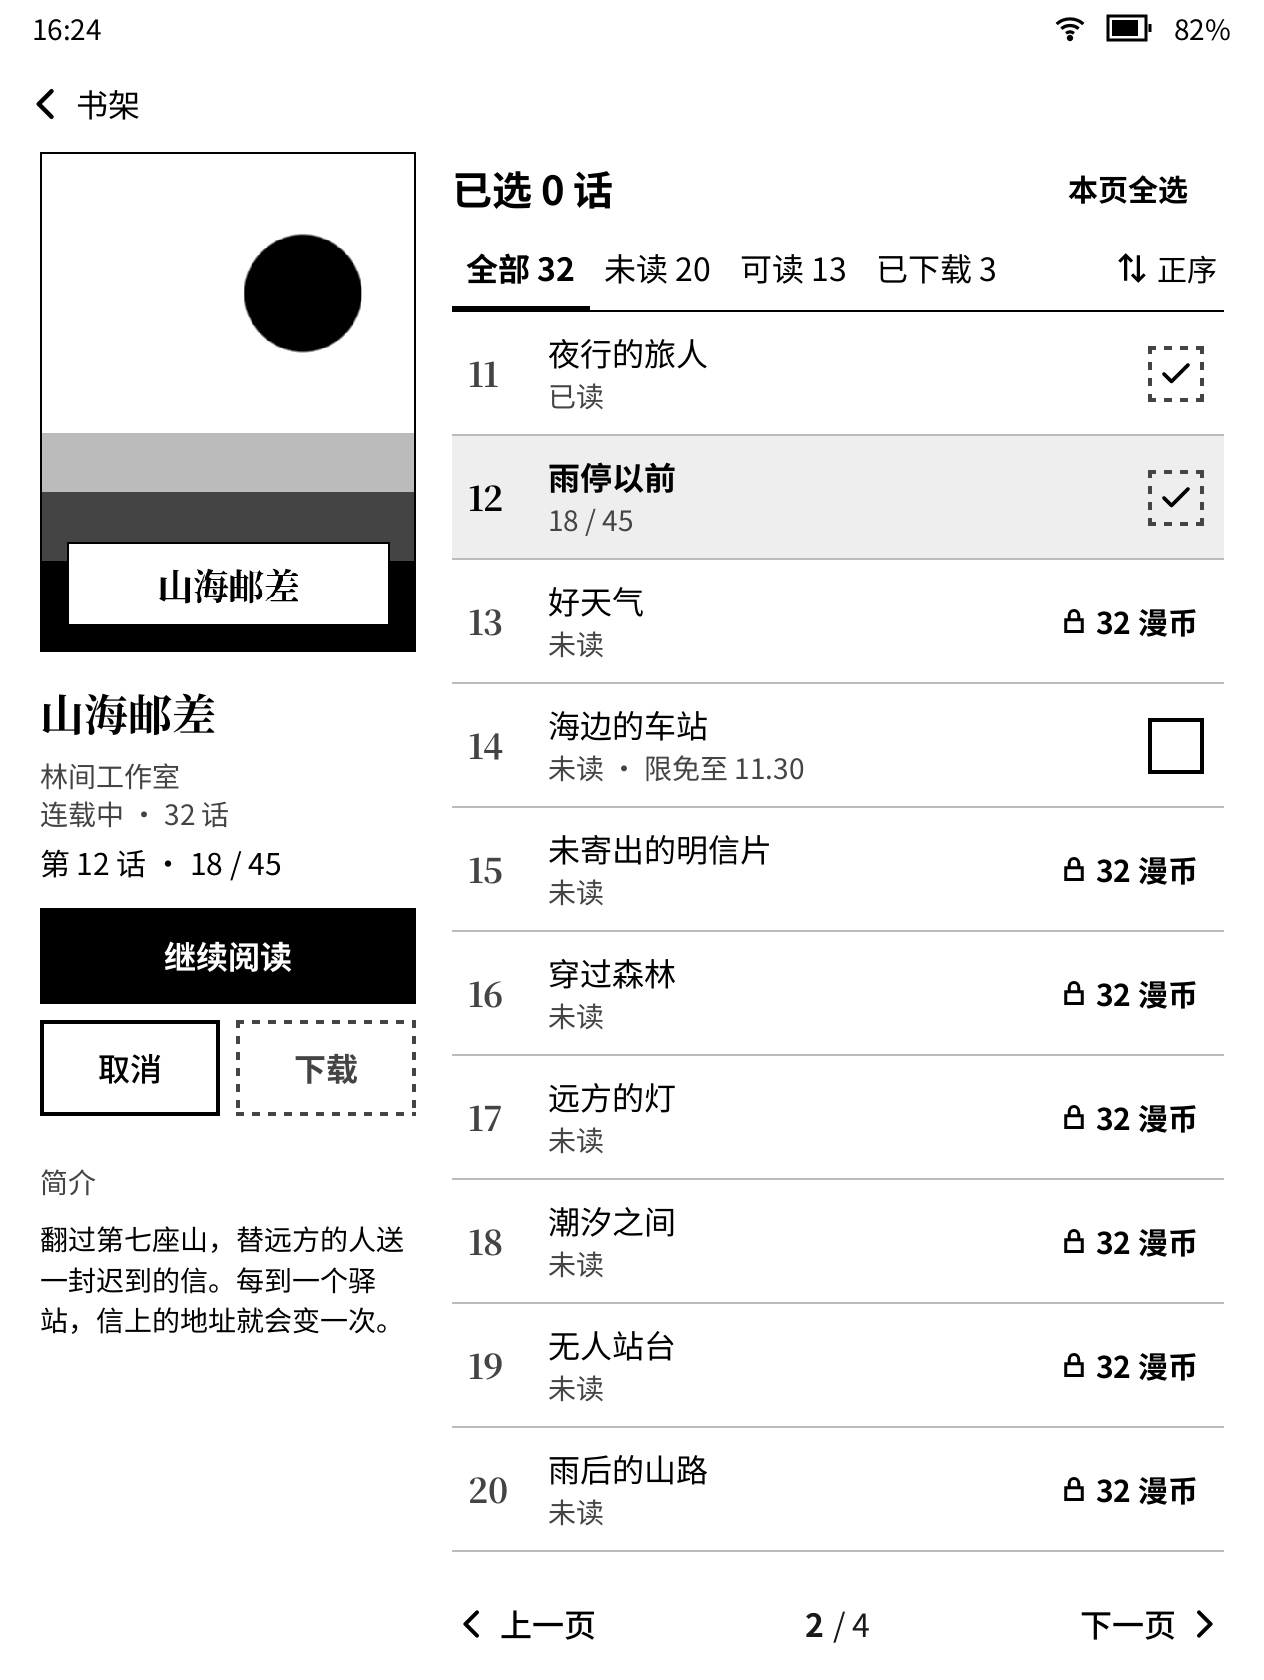 16:24
82%
书架
山海邮差
山海邮差
林间工作室
连载中 · 32 话
第 12 话 · 18 / 45
继续阅读
取消
下载
简介
翻过第七座山，替远方的人送
一封迟到的信。每到一个驿
站，信上的地址就会变一次。
已选 0 话
本页全选
全部 32
未读 20
可读 13
已下载 3
正序
11
夜行的旅人
已读
12
雨停以前
18 / 45
13
好天气
未读
32 漫币
14
海边的车站
未读 · 限免至 11.30
15
未寄出的明信片
未读
32 漫币
16
穿过森林
未读
32 漫币
17
远方的灯
未读
32 漫币
18
潮汐之间
未读
32 漫币
19
无人站台
未读
32 漫币
20
雨后的山路
未读
32 漫币
上一页
2 / 4
下一页